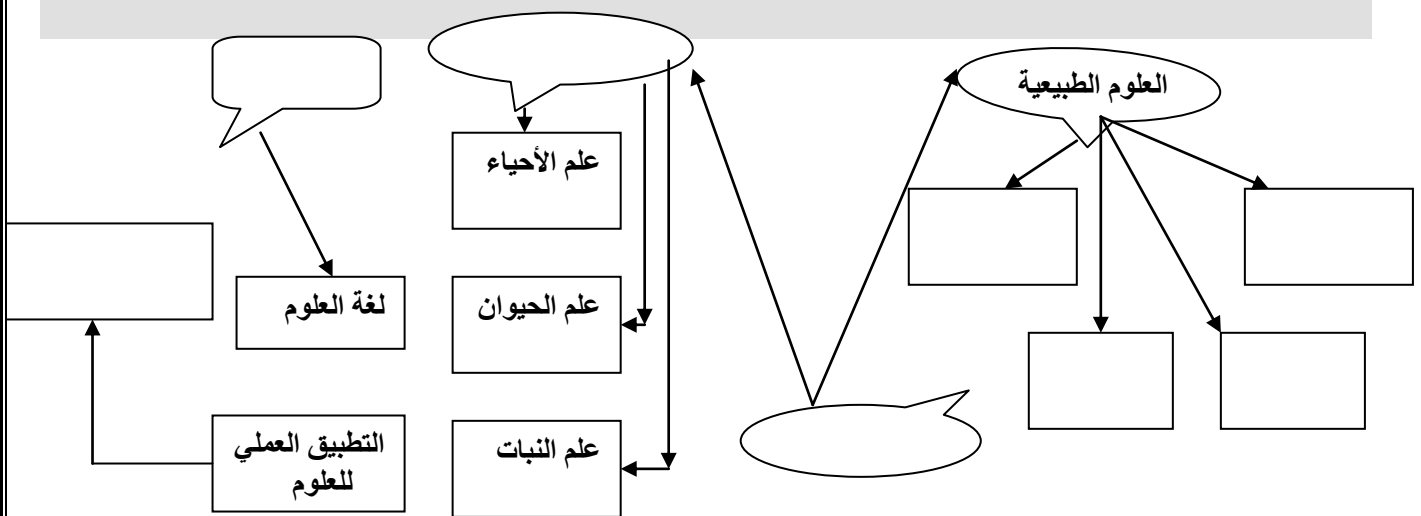 العلوم الطبيعية
علم الأحياء
علم الحيوان
لغة العلوم
علم النبات
التطبيق العملي
للعلوم